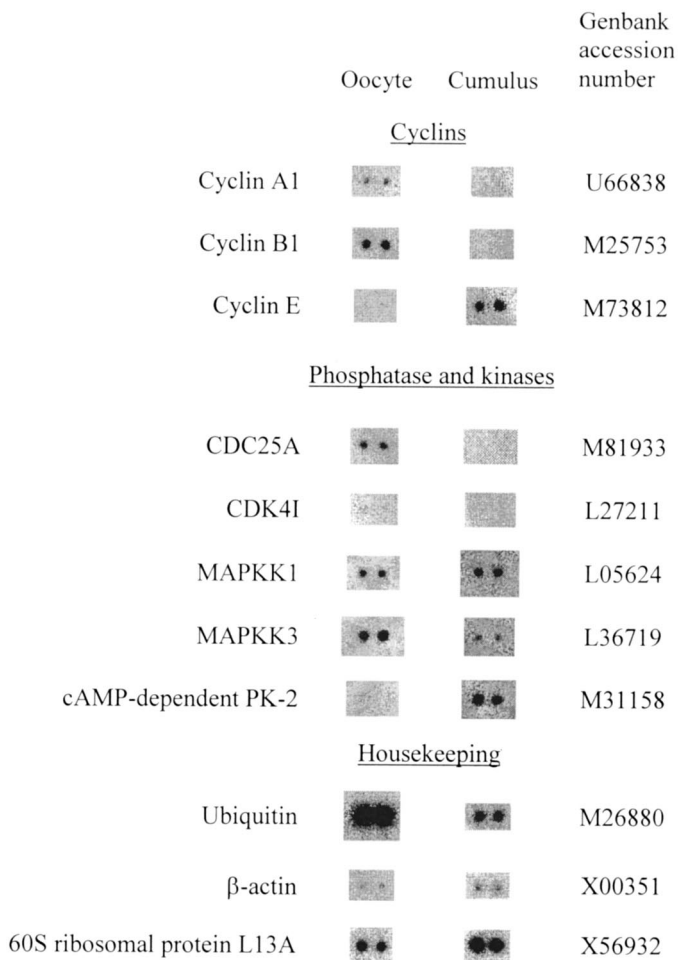 Genbank
accession
Oocyte Cumulus number
Cyclins
Cyclin A1 U66838
Cyclin B1 M25753
Cyclin E M73812
Phosphatase and kinases
CDC25A M81933
CDK4I L27211
MAPKK1 L05624
MAPKK3 L36719
cAMP-dependent PK-2 M31158
Housekeeping
Ubiquitin M26880
β-actin X00351
60S ribosomal protein L13A X56932